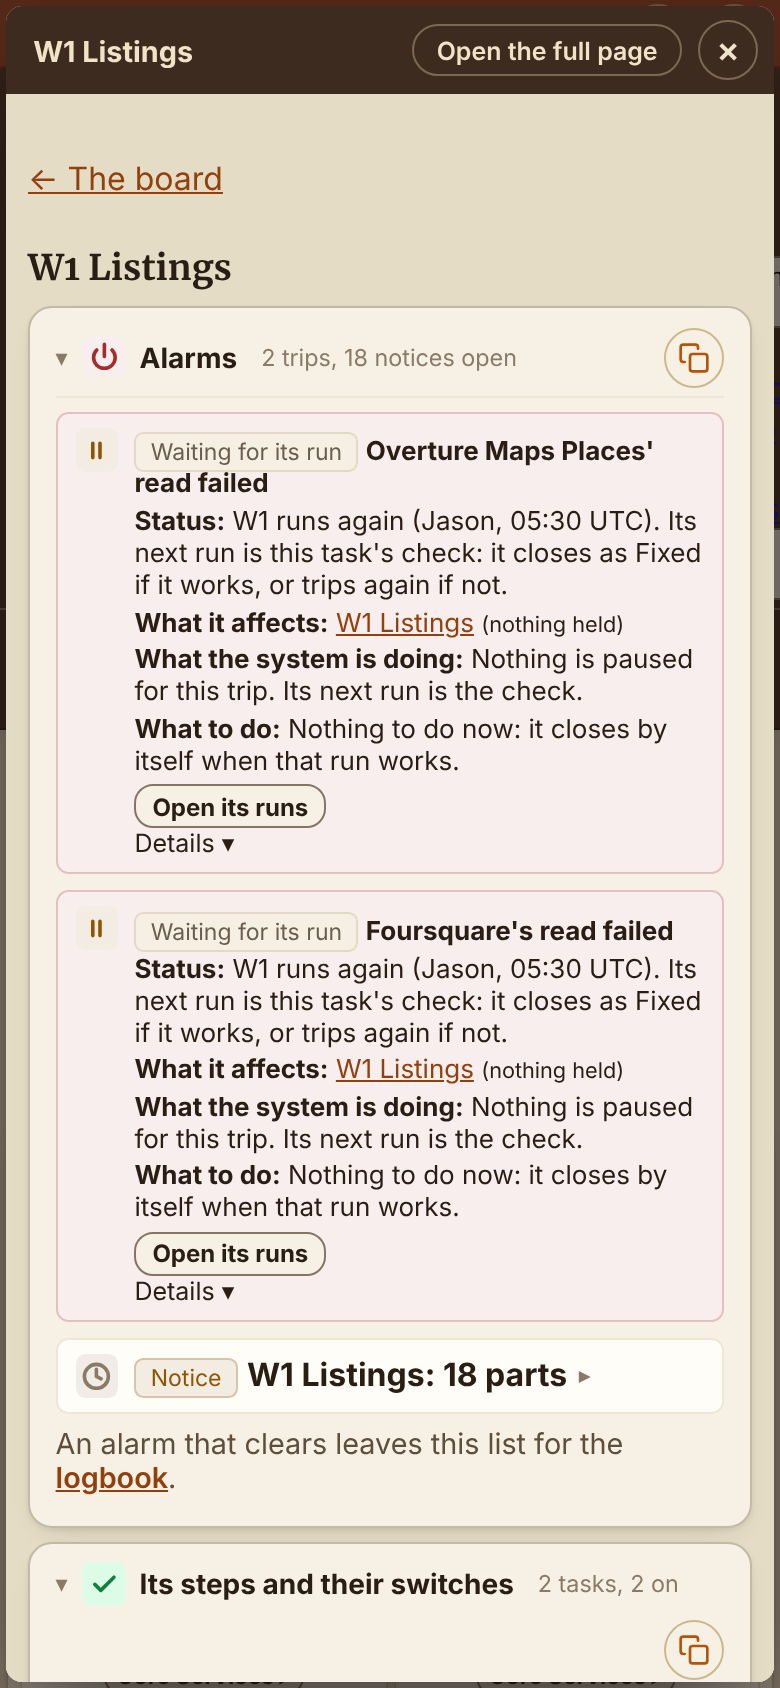 W1 Listings
Open the full page
×
← The board
W1 Listings
▾ Alarms 2 trips, 18 notices open
Waiting for its run Overture Maps Places'
read failed
Status: W1 runs again (Jason, 05:30 UTC). Its
next run is this task's check: it closes as Fixed
if it works, or trips again if not.
What it affects: W1 Listings (nothing held)
What the system is doing: Nothing is paused
for this trip. Its next run is the check.
What to do: Nothing to do now: it closes by
itself when that run works.
Open its runs
Details ▾
Waiting for its run Foursquare's read failed
Status: W1 runs again (Jason, 05:30 UTC). Its
next run is this task's check: it closes as Fixed
if it works, or trips again if not.
What it affects: W1 Listings (nothing held)
What the system is doing: Nothing is paused
for this trip. Its next run is the check.
What to do: Nothing to do now: it closes by
itself when that run works.
Open its runs
Details ▾
Notice W1 Listings: 18 parts ▸
An alarm that clears leaves this list for the
logbook.
▾ Its steps and their switches 2 tasks, 2 on